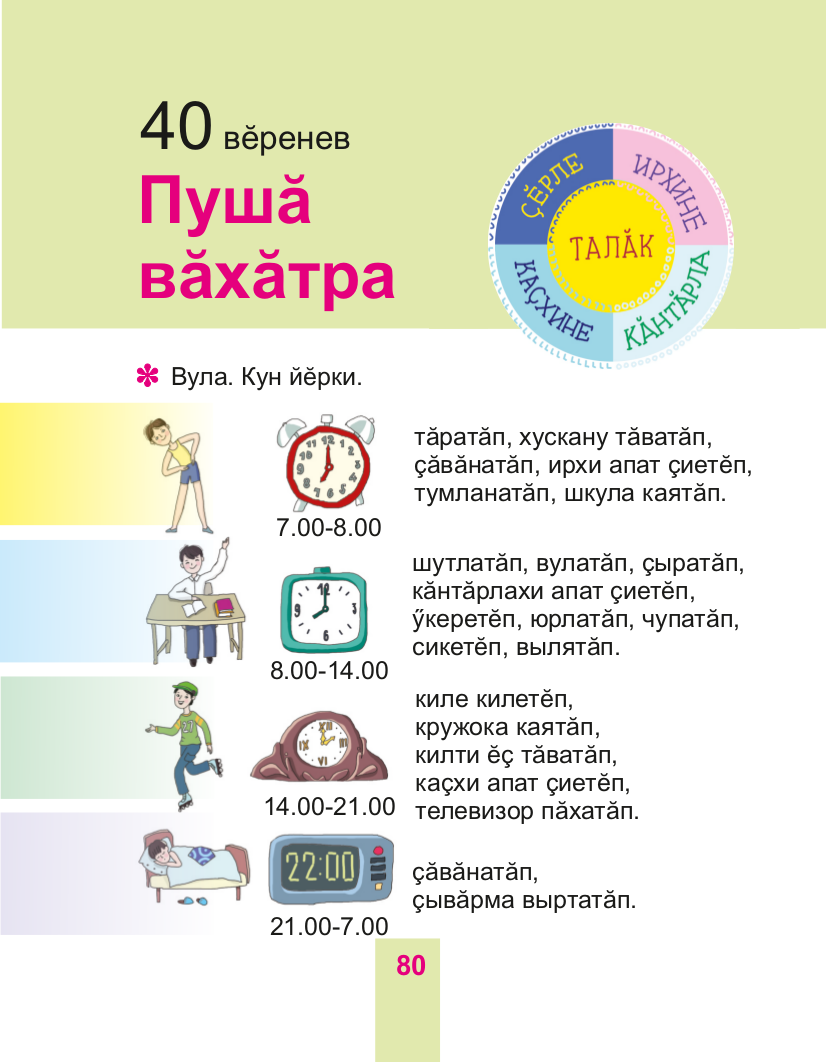 40 вӗренев
Пушӑ
вӑхӑтра
ҪӖРЛЕ
ИРХИНЕ
ТАЛӐК
КАҪХИНЕ
КӐНТӐРЛА
Вула. Кун йӗрки.
тӑратӑп, хускану тӑватӑп,
ҫӑвӑнатӑп, ирхи апат ҫиетӗп,
тумланатӑп, шкула каятӑп.
7.00-8.00
шутлатӑп, вулатӑп, ҫыратӑп,
кӑнтӑрлахи апат ҫиетӗп,
ӳкеретӗп, юрлатӑп, чупатӑп,
сикетӗп, вылятӑп.
8.00-14.00
киле килетӗп,
кружока каятӑп,
килти ӗҫ тӑватӑп,
каҫхи апат ҫиетӗп,
телевизор пӑхатӑп.
14.00-21.00
22:00
ҫӑвӑнатӑп,
ҫывӑрма выртатӑп.
21.00-7.00
80